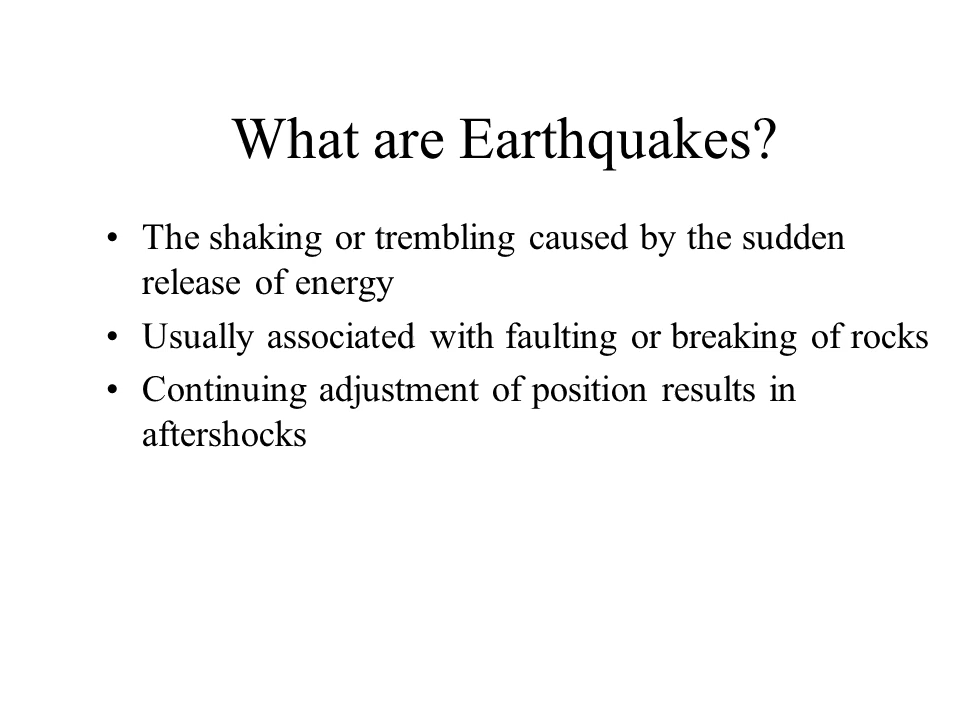 What are Earthquakes?
• The shaking or trembling caused by the sudden
release of energy
• Usually associated with faulting or breaking of rocks
• Continuing adjustment of position results in
aftershocks